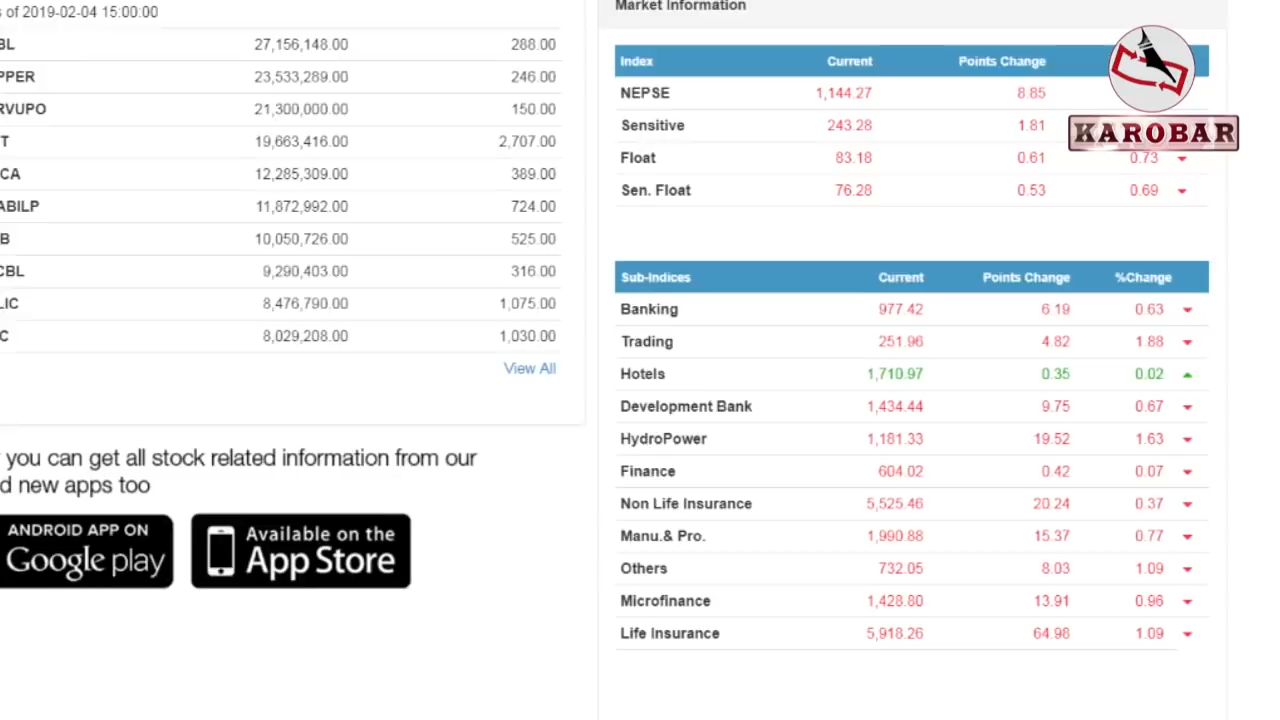 s of 2019-02-04 15:00:00
BL 27,156,148.00 288.00
PPER 23,533,289.00 246.00
RVUPO 21,300,000.00 150.00
T 19,663,416.00 2,707.00
CA 12,285,309.00 389.00
ABILP 11,872,992.00 724.00
B 10,050,726.00 525.00
CBL 9,290,403.00 316.00
LIC 8,476,790.00 1,075.00
C 8,029,208.00 1,030.00
View All
you can get all stock related information from our
d new apps too
ANDROID APP ON
Google play
Available on the
App Store
Market Information
Index Current Points Change
NEPSE 1,144.27 8.85
Sensitive 243.28 1.81
Float 83.18 0.61 0.73
Sen. Float 76.28 0.53 0.69
KAROBAR
Sub-Indices Current Points Change %Change
Banking 977.42 6.19 0.63
Trading 251.96 4.82 1.88
Hotels 1,710.97 0.35 0.02
Development Bank 1,434.44 9.75 0.67
HydroPower 1,181.33 19.52 1.63
Finance 604.02 0.42 0.07
Non Life Insurance 5,525.46 20.24 0.37
Manu.& Pro. 1,990.88 15.37 0.77
Others 732.05 8.03 1.09
Microfinance 1,428.80 13.91 0.96
Life Insurance 5,918.26 64.98 1.09